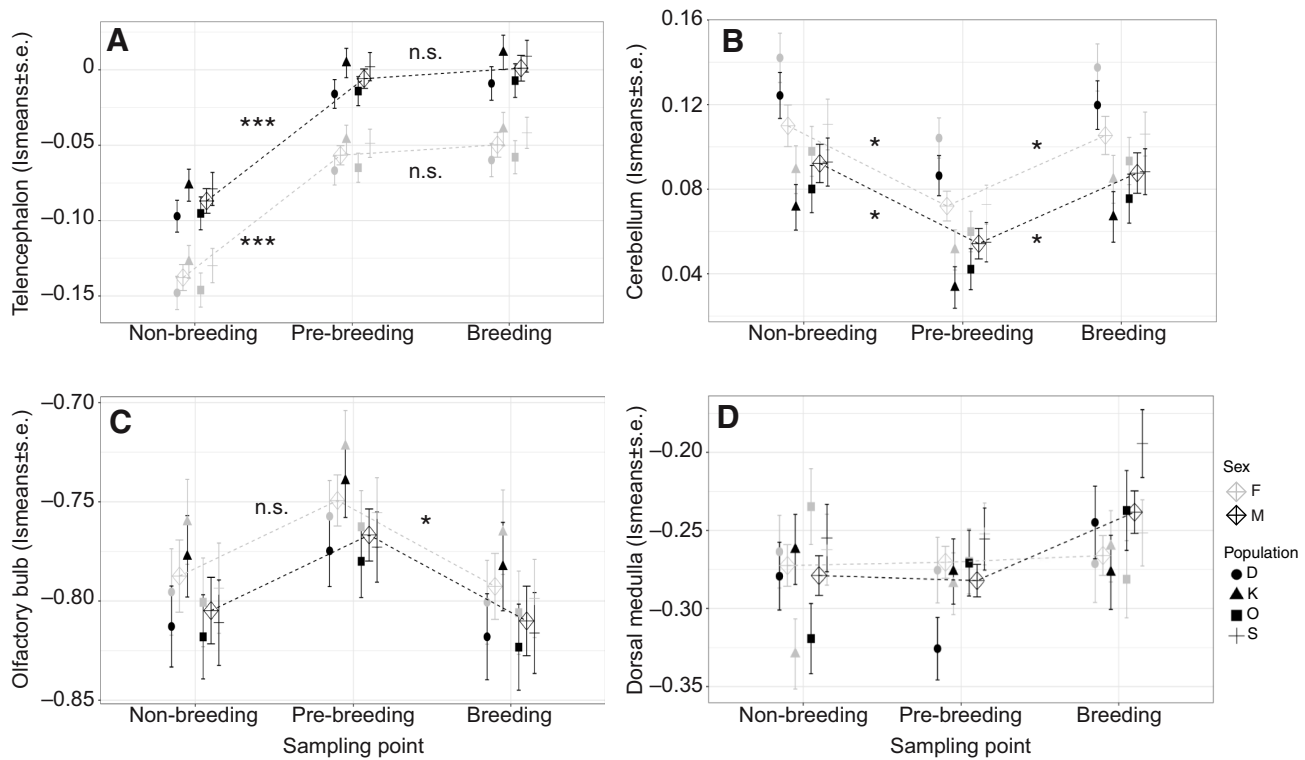 A
Telencephalon (lsmeans±s.e.)
0
−0.05
−0.10
−0.15
n.s.
***
n.s.
***
Non-breeding Pre-breeding Breeding
B
Cerebellum (lsmeans±s.e.)
0.16
0.12
0.08
0.04
* *
* *
Non-breeding Pre-breeding Breeding
C
Olfactory bulb (lsmeans±s.e.)
−0.70
−0.75
−0.80
−0.85
n.s. *
Non-breeding Pre-breeding Breeding
Sampling point
D
Dorsal medulla (lsmeans±s.e.)
−0.20
−0.25
−0.30
−0.35
Non-breeding Pre-breeding Breeding
Sampling point
Sex
F
M
Population
D
K
O
S